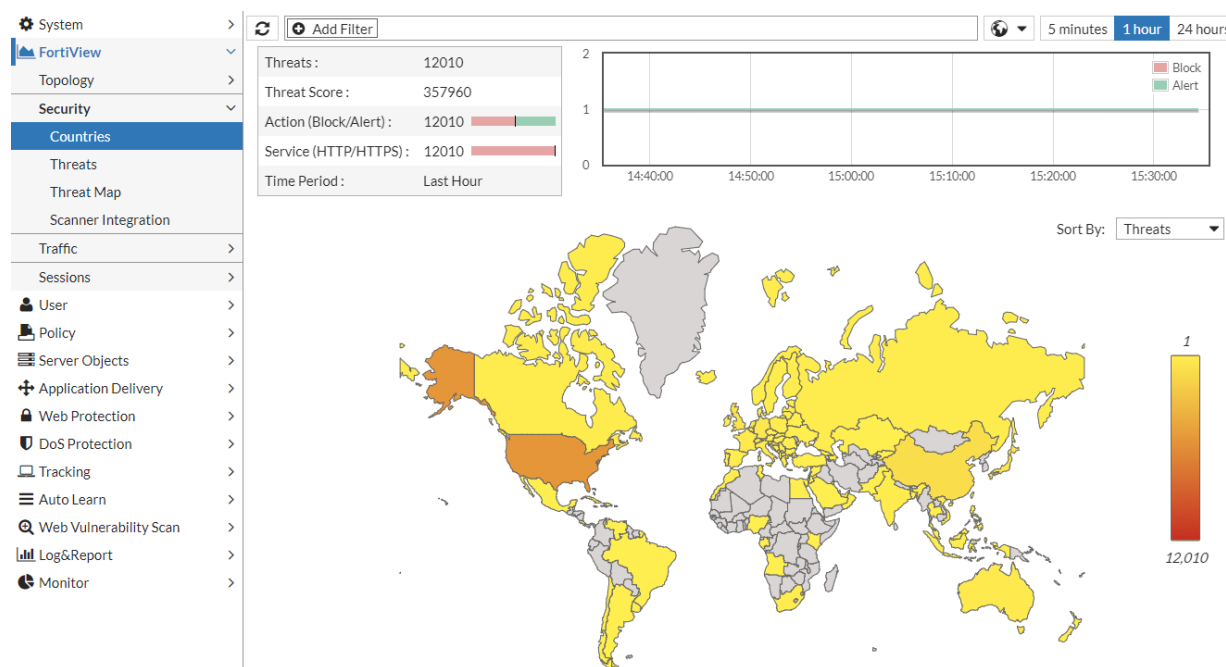 System
FortiView
Topology
Security
Countries
Threats
Threat Map
Scanner Integration
Traffic
Sessions
User
Policy
Server Objects
Application Delivery
Web Protection
DoS Protection
Tracking
Auto Learn
Web Vulnerability Scan
Log&Report
Monitor
Add Filter
5 minutes 1 hour 24 hours
Threats : 12010
Threat Score : 357960
Action (Block/Alert) : 12010
Service (HTTP/HTTPS) : 12010
Time Period : Last Hour
2
1
0
Block
Alert
14:40:00 14:50:00 15:00:00 15:10:00 15:20:00 15:30:00
Sort By: Threats
1
12,010